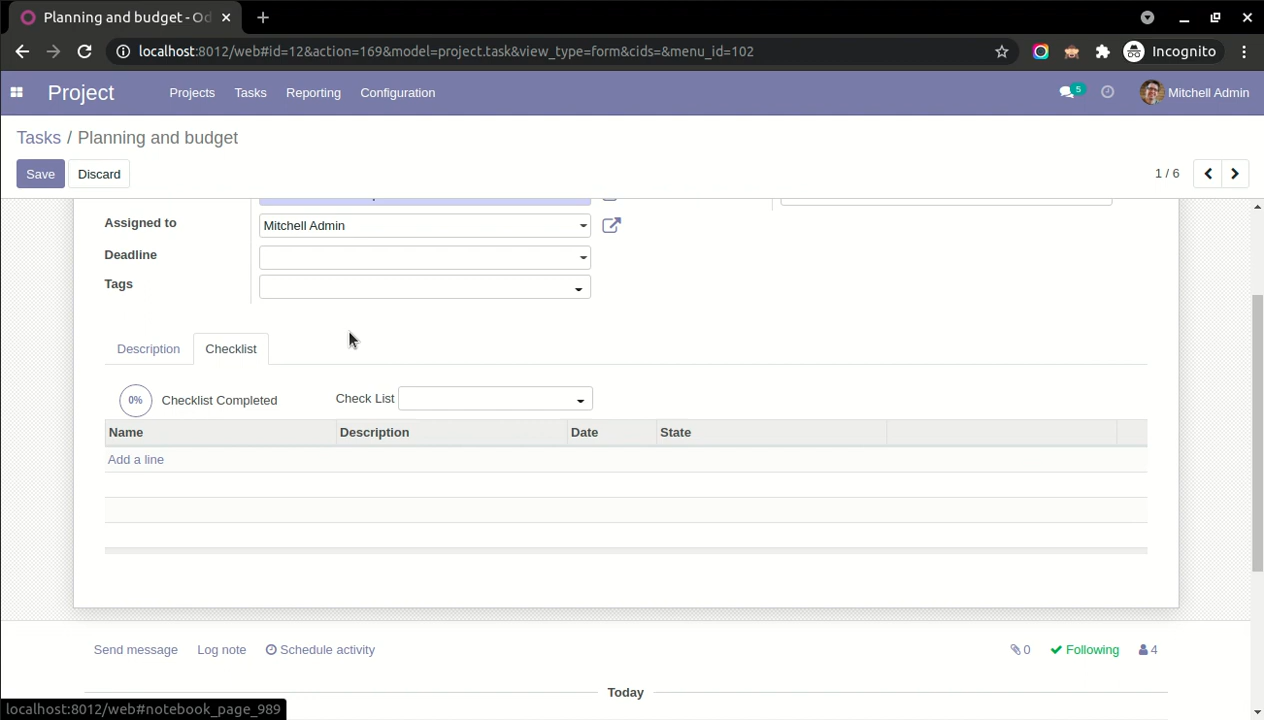 Planning and budget - Od
localhost:8012/web#id=12&action=169&model=project.task&view_type=form&cids=&menu_id=102
Incognito
Project Projects Tasks Reporting Configuration 5 Mitchell Admin
Tasks / Planning and budget
Save Discard 1 / 6
Assigned to Mitchell Admin
Deadline
Tags
Description Checklist
0% Checklist Completed Check List
Name Description Date State
Add a line
Send message Log note Schedule activity 0 Following 4
Today
localhost:8012/web#notebook_page_989